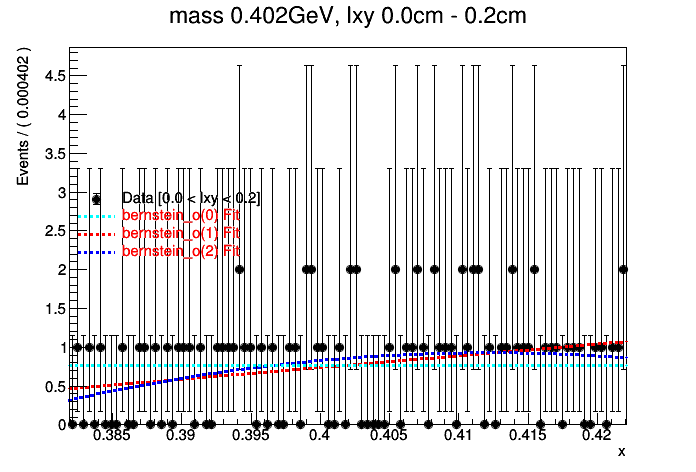 mass 0.402GeV, lxy 0.0cm - 0.2cm
Events / ( 0.000402 )
4.5
4
3.5
3
2.5
2
1.5
1
0.5
0
Data [0.0 < lxy < 0.2]
bernstein_o(0) Fit
bernstein_o(1) Fit
bernstein_o(2) Fit
0.385 0.39 0.395 0.4 0.405 0.41 0.415 0.42
x